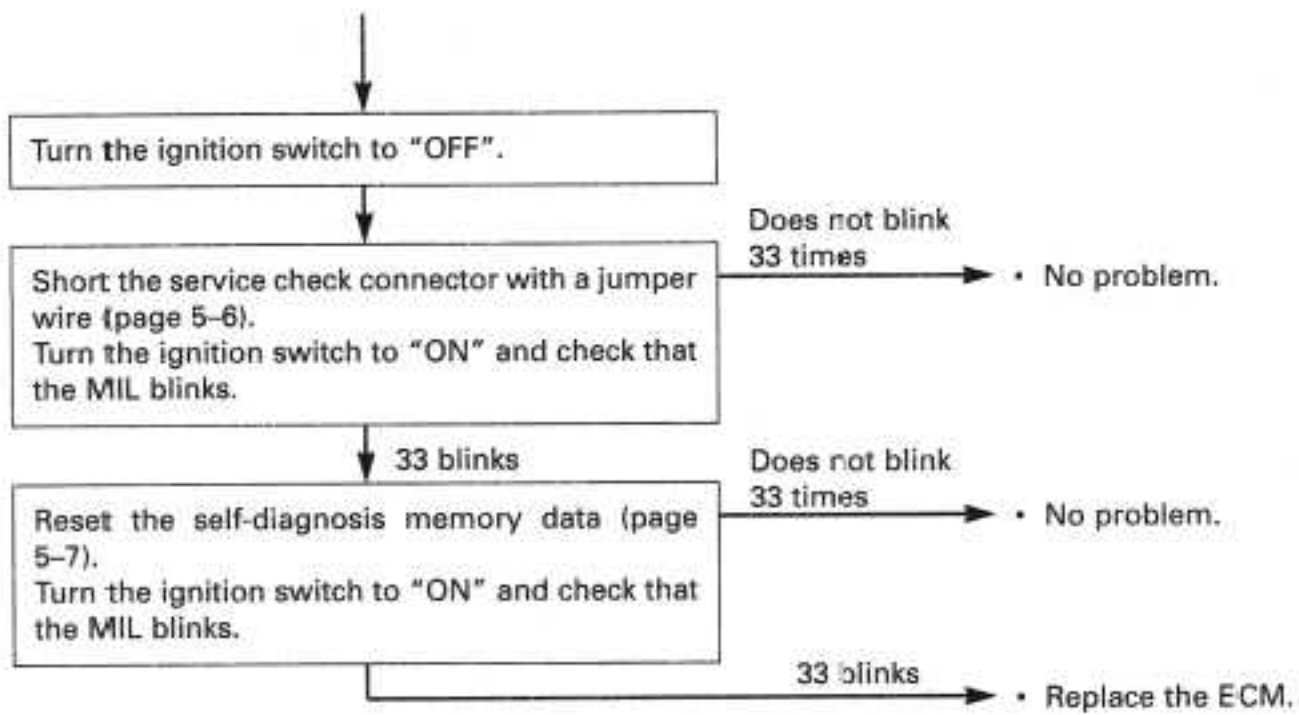 Turn the ignition switch to “OFF”.
Does not blink
33 times
Short the service check connector with a jumper
wire (page 5–6).
Turn the ignition switch to “ON” and check that
the MIL blinks.
• No problem.
33 blinks
Does not blink
33 times
Reset the self-diagnosis memory data (page
5–7).
Turn the ignition switch to “ON” and check that
the MIL blinks.
• No problem.
33 blinks
• Replace the ECM.